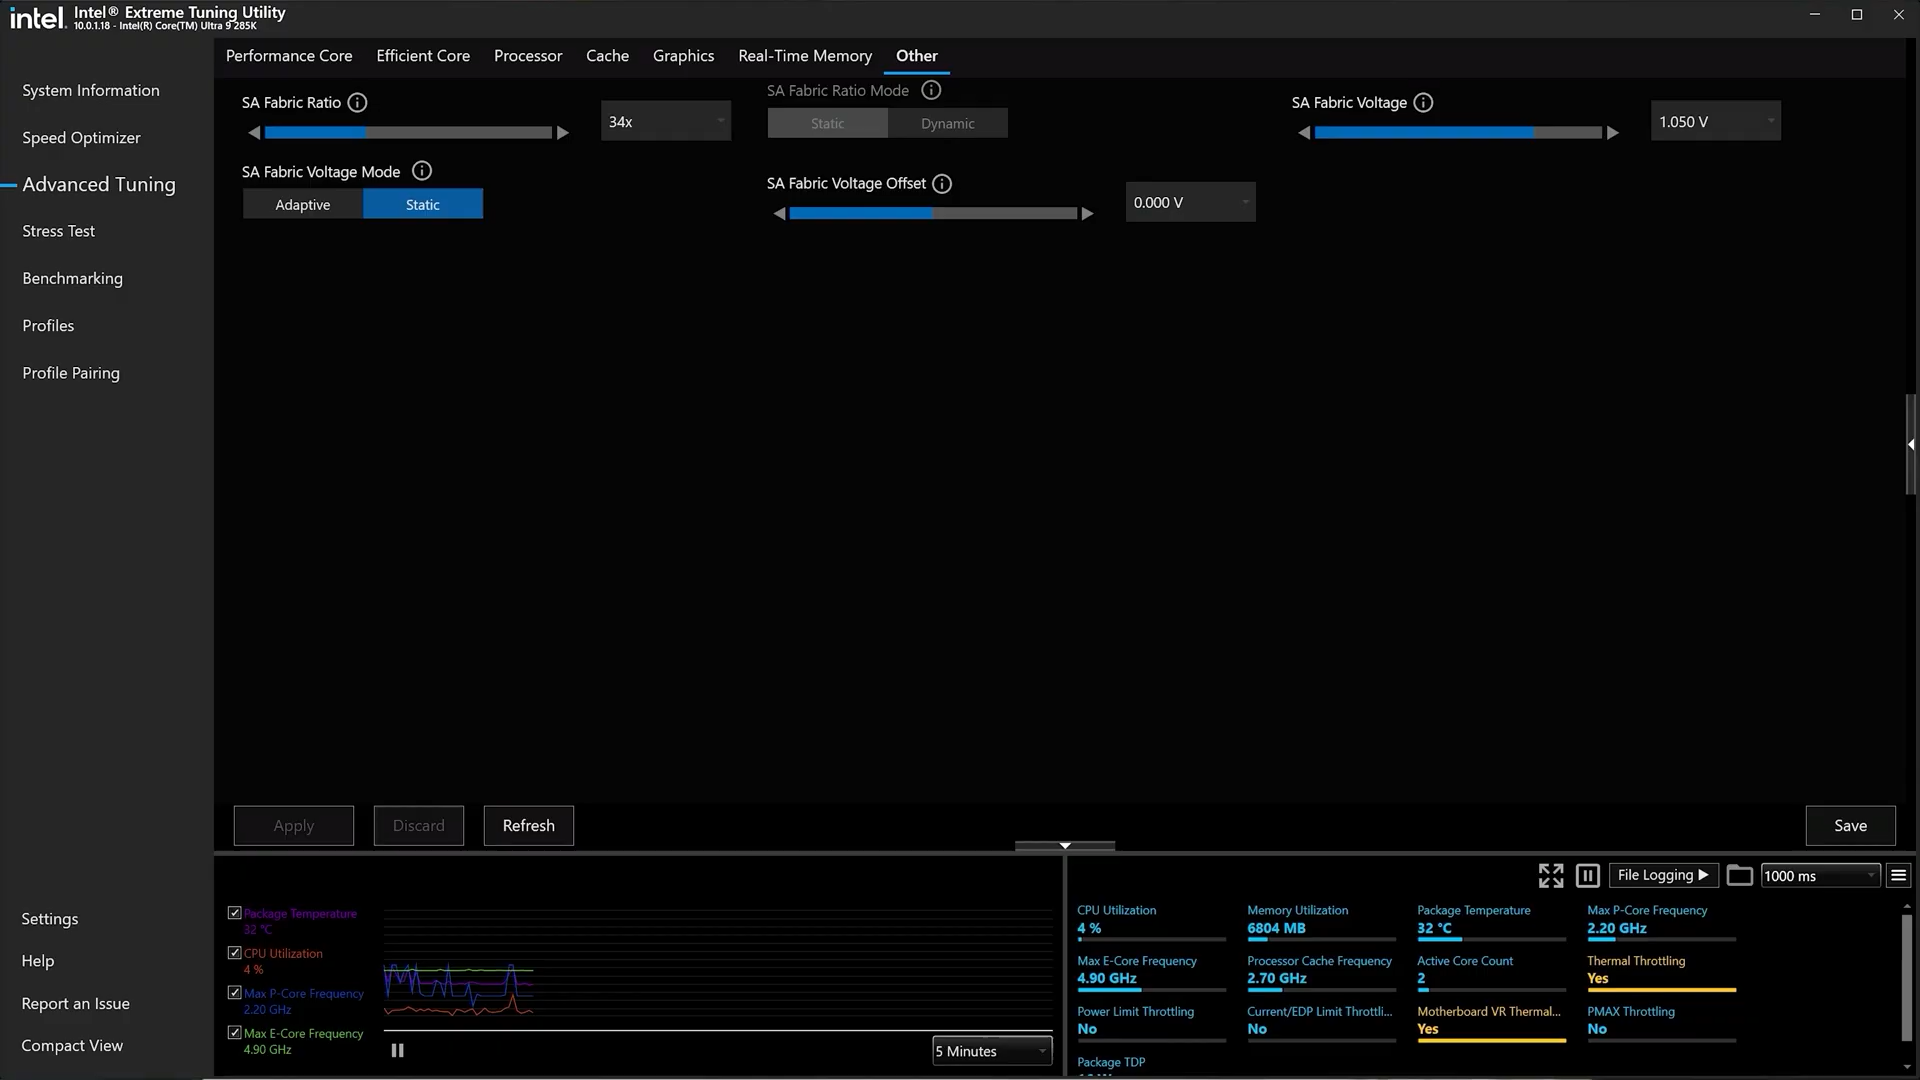 intel.
Intel® Extreme Tuning Utility
10.0.1.18 - Intel(R) Core(TM) Ultra 9 285K
System Information
Speed Optimizer
Advanced Tuning
Stress Test
Benchmarking
Profiles
Profile Pairing
Settings
Help
Report an Issue
Compact View
Performance Core
Efficient Core
Processor
Cache
Graphics
Real-Time Memory
Other
SA Fabric Ratio
34x
SA Fabric Ratio Mode
Static
Dynamic
SA Fabric Voltage
1.050 V
SA Fabric Voltage Mode
Adaptive
Static
SA Fabric Voltage Offset
0.000 V
Apply
Discard
Refresh
Save
Package Temperature
32 °C
CPU Utilization
4 %
Max P-Core Frequency
2.20 GHz
Max E-Core Frequency
4.90 GHz
5 Minutes
File Logging
1000 ms
CPU Utilization
4 %
Memory Utilization
6804 MB
Package Temperature
32 °C
Max P-Core Frequency
2.20 GHz
Max E-Core Frequency
4.90 GHz
Processor Cache Frequency
2.70 GHz
Active Core Count
2
Thermal Throttling
Yes
Power Limit Throttling
No
Current/EDP Limit Throttli...
No
Motherboard VR Thermal...
Yes
PMAX Throttling
No
Package TDP